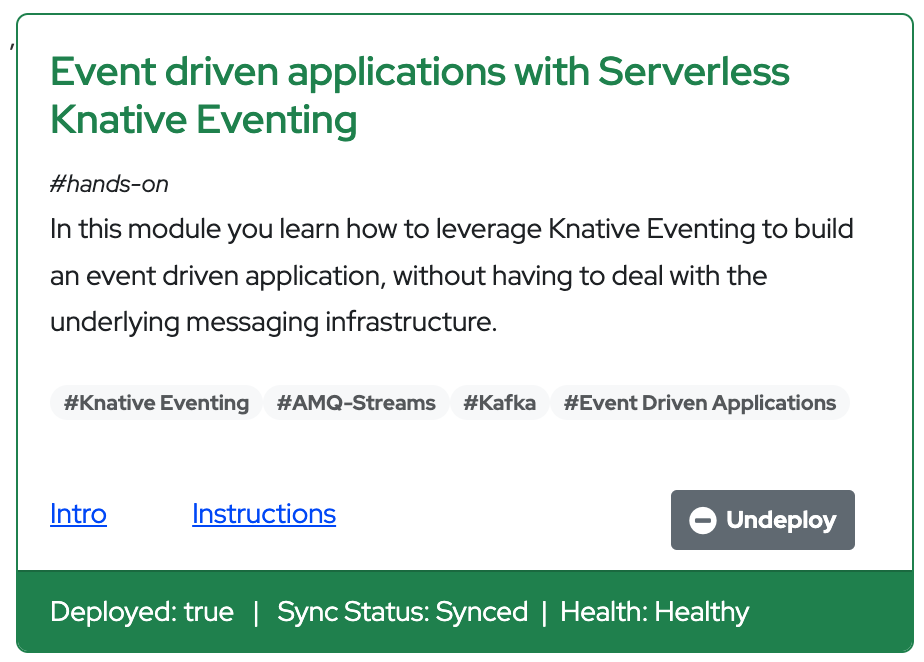 ,
Event driven applications with Serverless
Knative Eventing
#hands-on
In this module you learn how to leverage Knative Eventing to build
an event driven application, without having to deal with the
underlying messaging infrastructure.
#Knative Eventing #AMQ-Streams #Kafka #Event Driven Applications
Intro Instructions Undeploy
Deployed: true | Sync Status: Synced | Health: Healthy